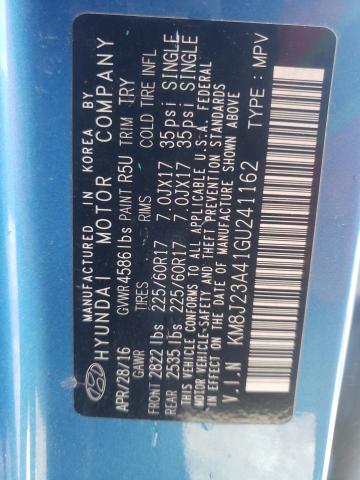 MADE IN KOREA BY
HYUNDAI MOTOR COMPANY
APR/28/16 GVWR 4586 lbs PAINT R5U TRIM TRY
GAWR TIRES RIMS COLD TIRE INFL
FRONT 2822 lbs 225/60R17 7.0JX17 35psi SINGLE
REAR 2535 lbs 225/60R17 7.0JX17 35psi SINGLE
THIS VEHICLE CONFORMS TO ALL APPLICABLE U.S.A. FEDERAL
MOTOR VEHICLE SAFETY AND THEFT PREVENTION STANDARDS
IN EFFECT ON THE DATE OF MANUFACTURE SHOWN ABOVE.
V.I.N : KM8J23A41GU241162 TYPE : MPV